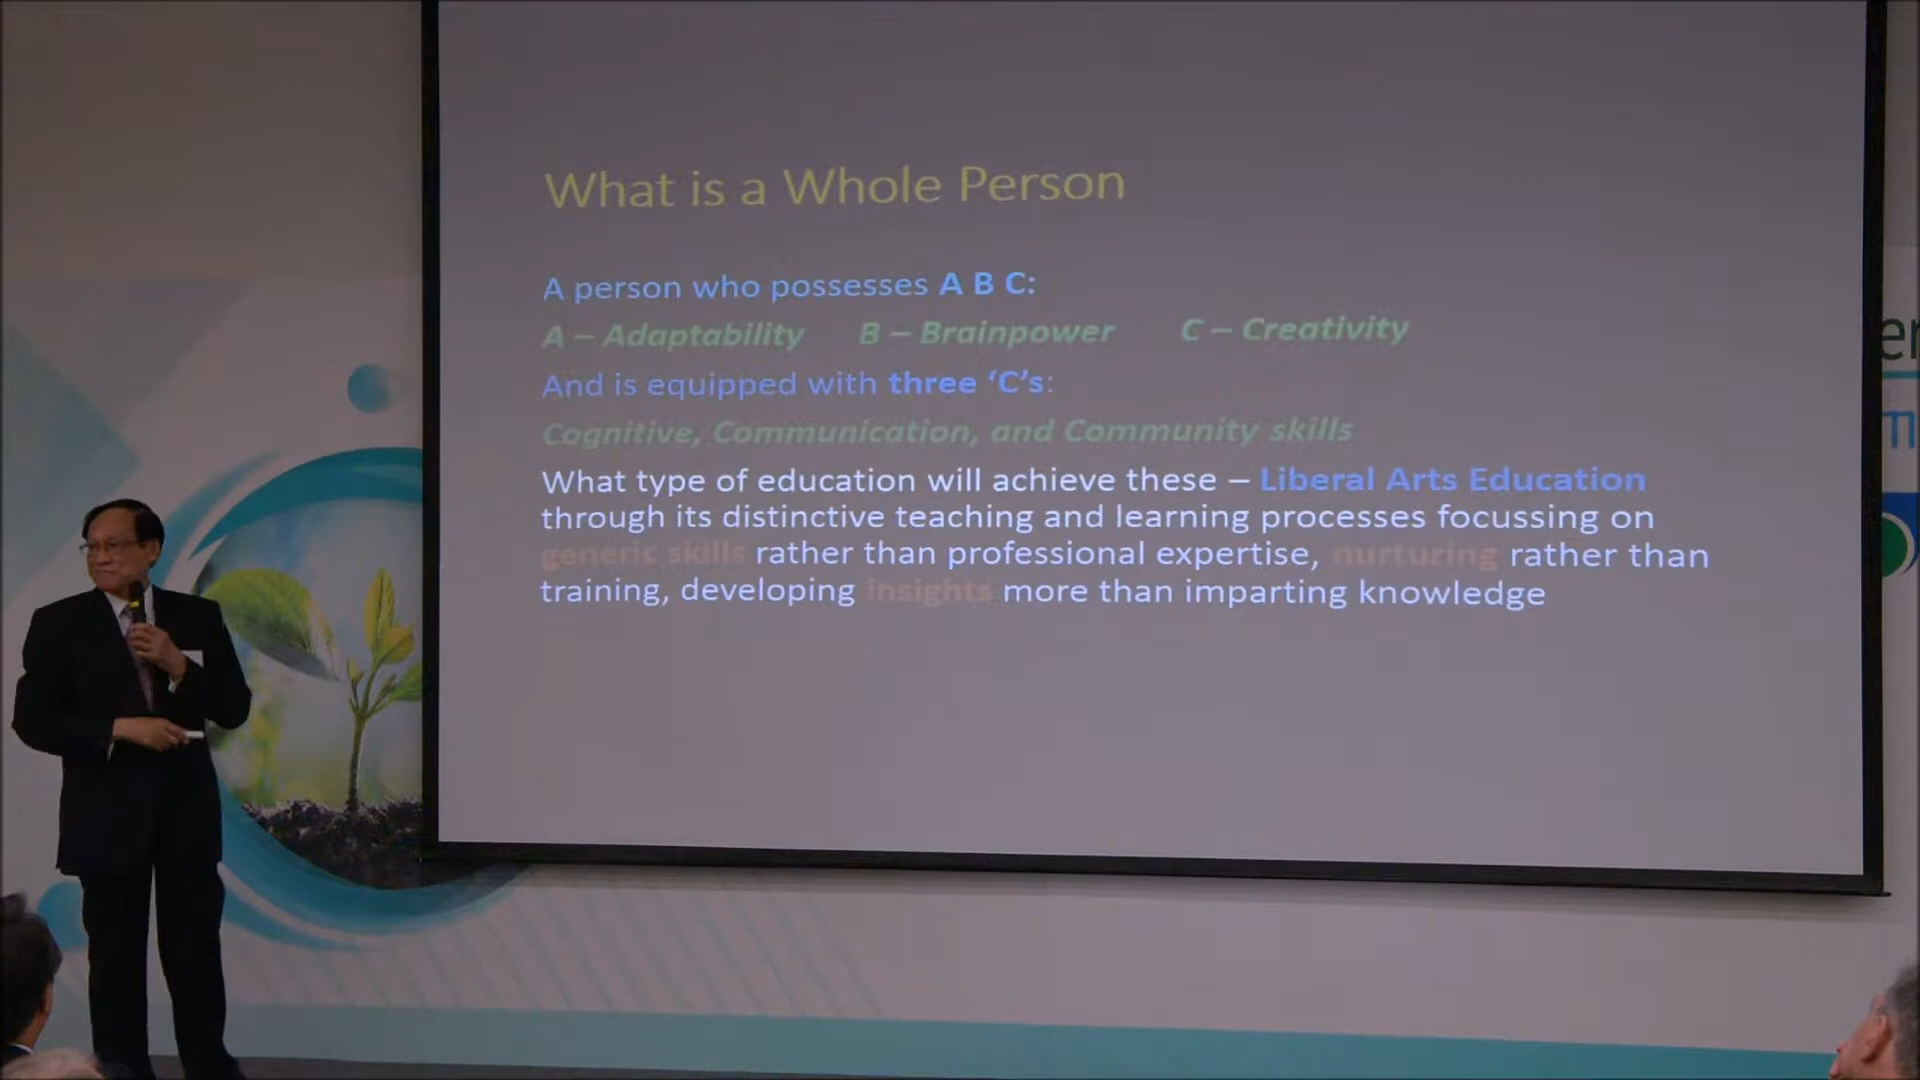 What is a Whole Person
A person who possesses A B C:
A – Adaptability B – Brainpower C – Creativity
And is equipped with three ‘C’s:
Cognitive, Communication, and Community skills
What type of education will achieve these – Liberal Arts Education
through its distinctive teaching and learning processes focussing on
generic skills rather than professional expertise, nurturing rather than
training, developing insights more than imparting knowledge